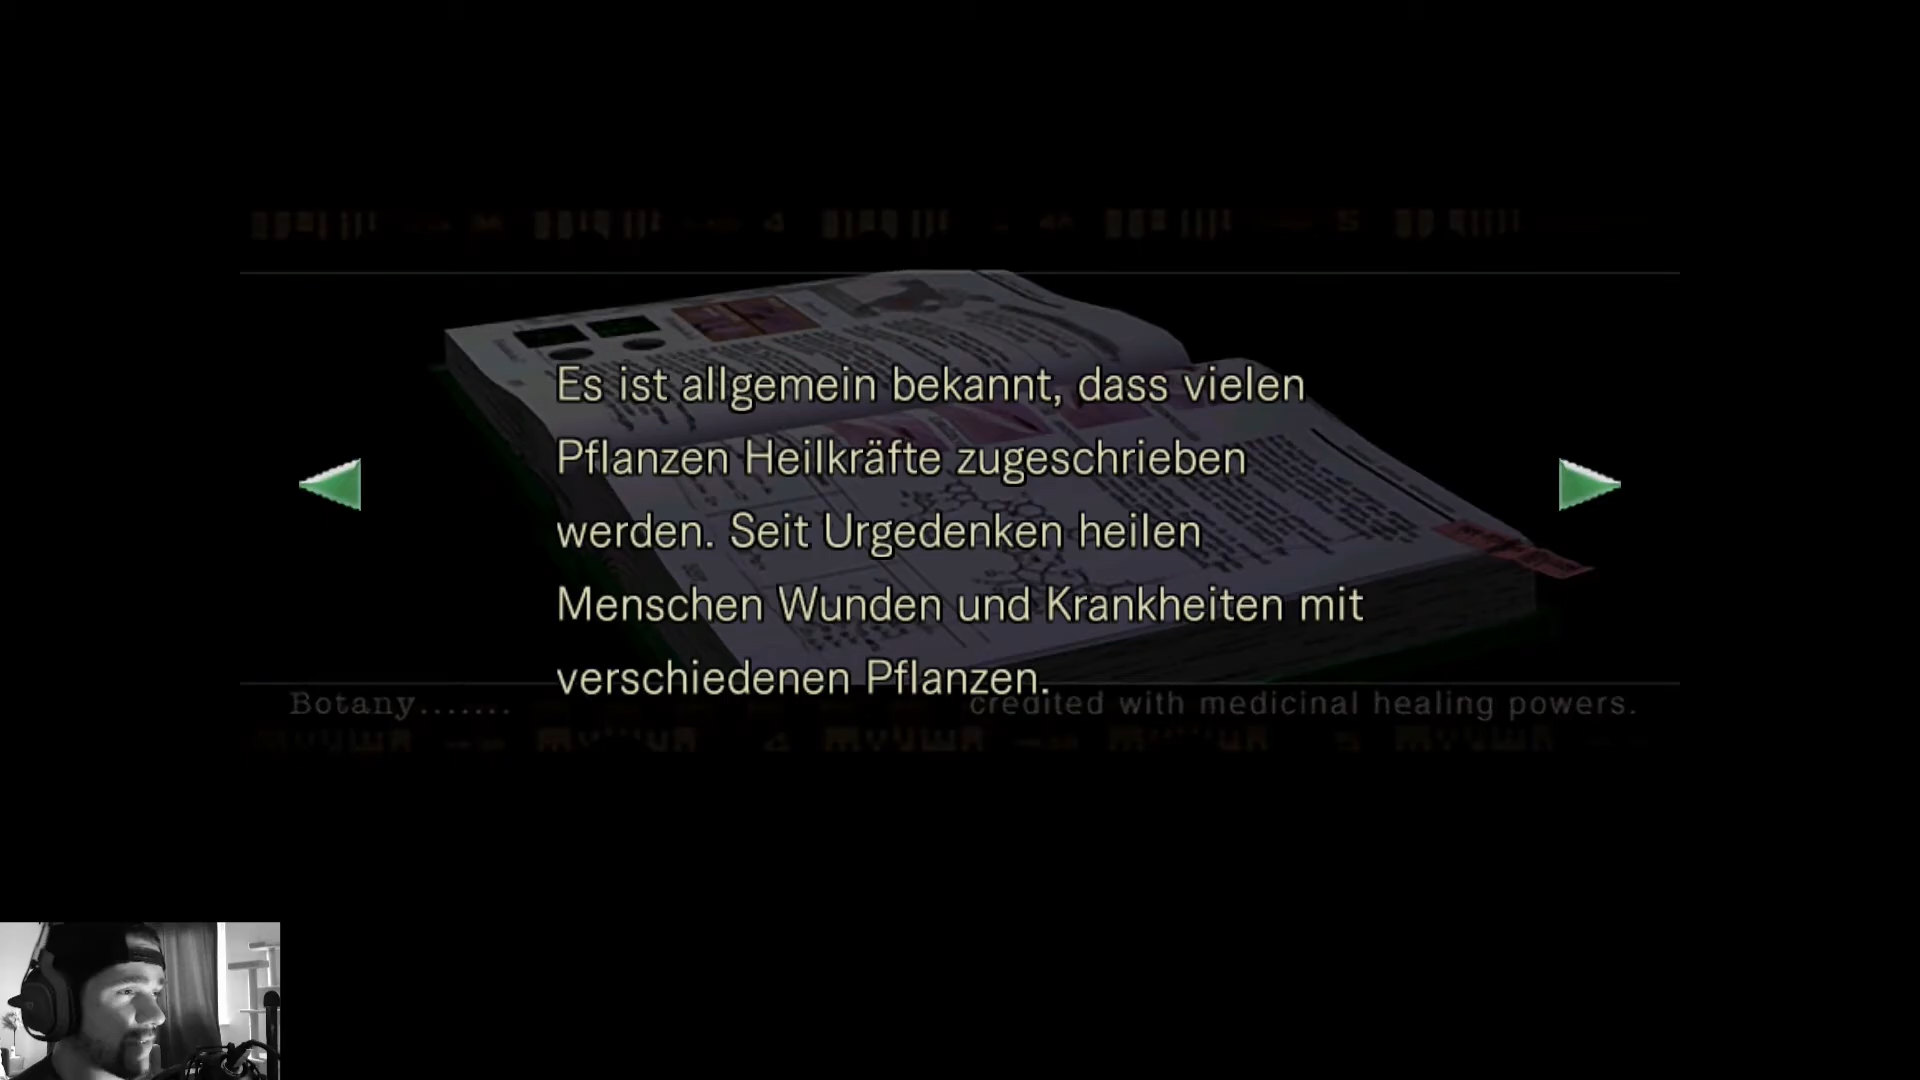 Es ist allgemein bekannt, dass vielen
Pflanzen Heilkräfte zugeschrieben
werden. Seit Urgedenken heilen
Menschen Wunden und Krankheiten mit
verschiedenen Pflanzen.
Botany....... credited with medicinal healing powers.